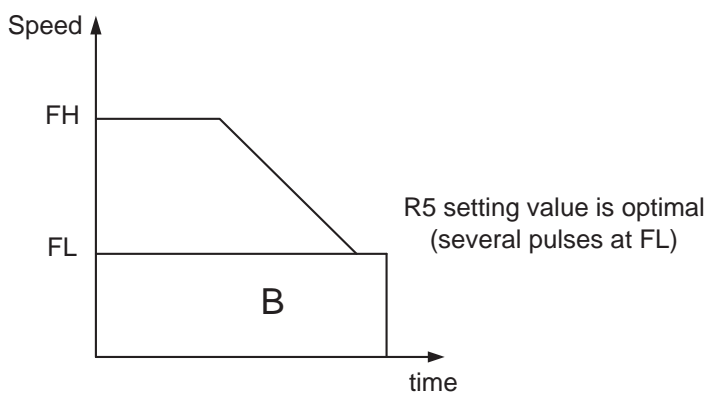 Speed
FH
R5 setting value is optimal
(several pulses at FL)
FL
B
time